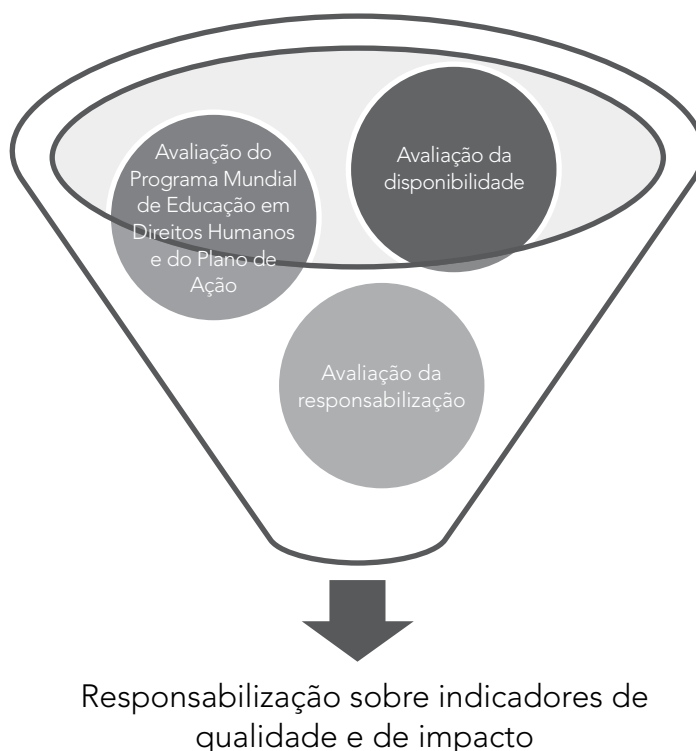 Avaliação do
Programa Mundial
de Educação em
Direitos Humanos
e do Plano de
Ação
Avaliação da
disponibilidade
Avaliação da
responsabilização
Responsabilização sobre indicadores de
qualidade e de impacto